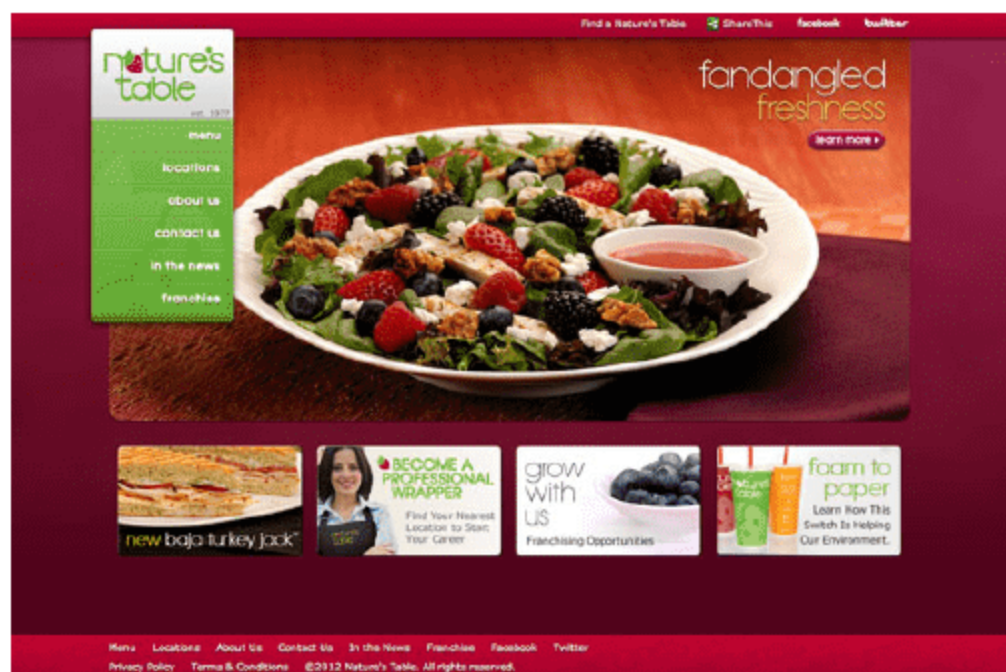 Find a Nature's Table ShareThis facebook twitter
nature's
table
est. 1977
menu
locations
about us
contact us
in the news
franchise
fandangled
freshness
learn more
new baja turkey jack™
BECOME A
PROFESSIONAL
WRAPPER
Find Your Nearest
Location to Start
Your Career
grow
with
us
Franchising Opportunities
nature's
table
foam to
paper
Learn How This
Switch Is Helping
Our Environment.
Menu Locations About Us Contact Us In the News Franchise Facebook Twitter
Privacy Policy Terms & Conditions ©2012 Nature's Table. All rights reserved.